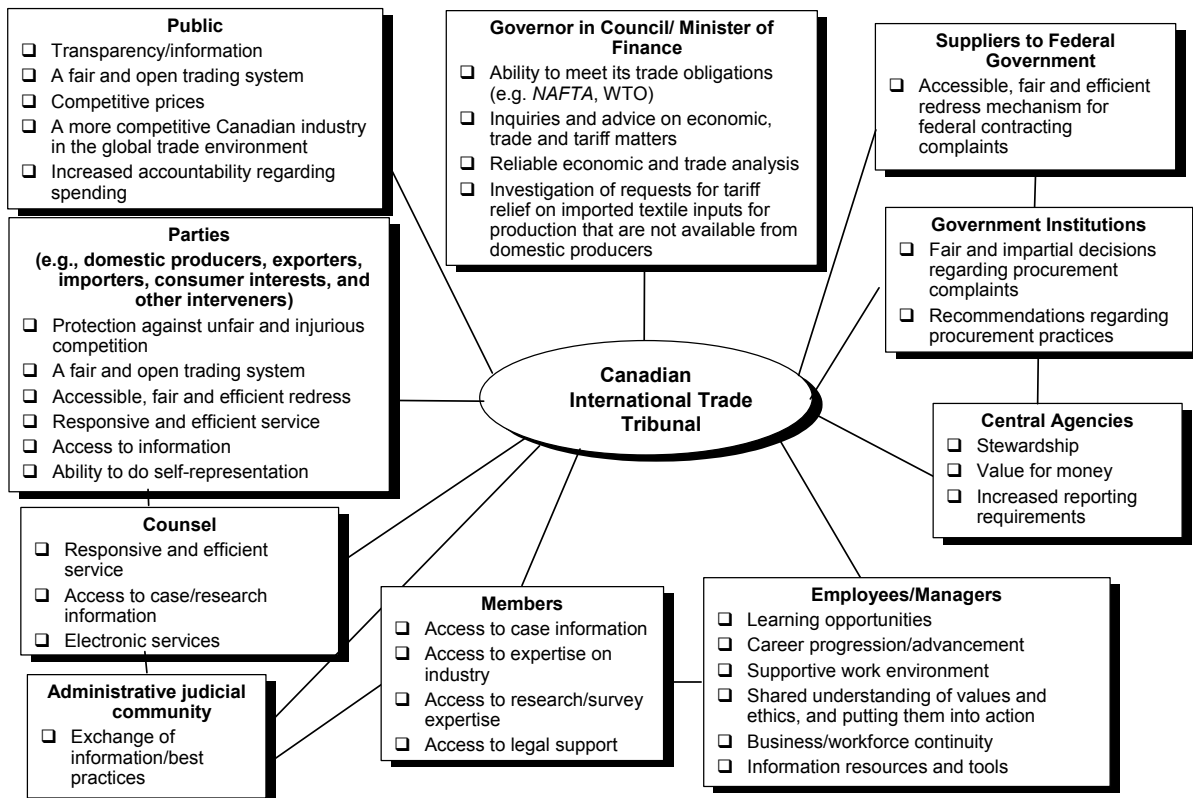 Public
❑ Transparency/information
❑ A fair and open trading system
❑ Competitive prices
❑ A more competitive Canadian industry
in the global trade environment
❑ Increased accountability regarding
spending
Governor in Council/ Minister of
Finance
❑ Ability to meet its trade obligations
(e.g. NAFTA, WTO)
❑ Inquiries and advice on economic,
trade and tariff matters
❑ Reliable economic and trade analysis
❑ Investigation of requests for tariff
relief on imported textile inputs for
production that are not available from
domestic producers
Suppliers to Federal
Government
❑ Accessible, fair and efficient
redress mechanism for
federal contracting
complaints
Parties
(e.g., domestic producers, exporters,
importers, consumer interests, and
other interveners)
❑ Protection against unfair and injurious
competition
❑ A fair and open trading system
❑ Accessible, fair and efficient redress
❑ Responsive and efficient service
❑ Access to information
❑ Ability to do self-representation
Government Institutions
❑ Fair and impartial decisions
regarding procurement
complaints
❑ Recommendations regarding
procurement practices
Canadian
International Trade
Tribunal
Central Agencies
❑ Stewardship
❑ Value for money
❑ Increased reporting
requirements
Counsel
❑ Responsive and efficient
service
❑ Access to case/research
information
❑ Electronic services
Members
❑ Access to case information
❑ Access to expertise on
industry
❑ Access to research/survey
expertise
❑ Access to legal support
Employees/Managers
❑ Learning opportunities
❑ Career progression/advancement
❑ Supportive work environment
❑ Shared understanding of values and
ethics, and putting them into action
❑ Business/workforce continuity
❑ Information resources and tools
Administrative judicial
community
❑ Exchange of
information/best
practices